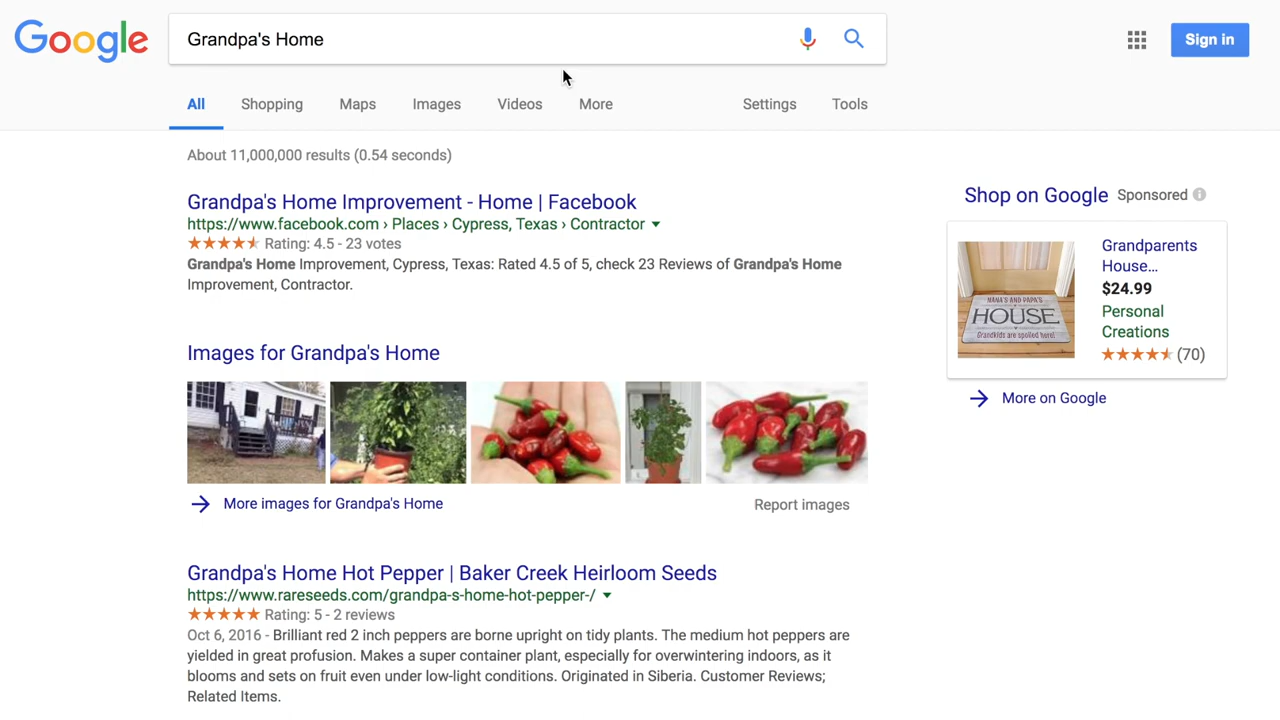 Google
Grandpa's Home
Sign in
All
Shopping
Maps
Images
Videos
More
Settings
Tools
About 11,000,000 results (0.54 seconds)
Grandpa's Home Improvement - Home | Facebook
https://www.facebook.com › Places › Cypress, Texas › Contractor
Rating: 4.5 - 23 votes
Grandpa's Home Improvement, Cypress, Texas: Rated 4.5 of 5, check 23 Reviews of Grandpa's Home
Improvement, Contractor.
Images for Grandpa's Home
More images for Grandpa's Home
Report images
Grandpa's Home Hot Pepper | Baker Creek Heirloom Seeds
https://www.rareseeds.com/grandpa-s-home-hot-pepper-/
Rating: 5 - 2 reviews
Oct 6, 2016 - Brilliant red 2 inch peppers are borne upright on tidy plants. The medium hot peppers are
yielded in great profusion. Makes a super container plant, especially for overwintering indoors, as it
blooms and sets on fruit even under low-light conditions. Originated in Siberia. Customer Reviews;
Related Items.
Shop on Google Sponsored
NANA'S AND PAPA'S
HOUSE
Grandkids are spoiled here!
Grandparents
House...
$24.99
Personal
Creations
(70)
More on Google